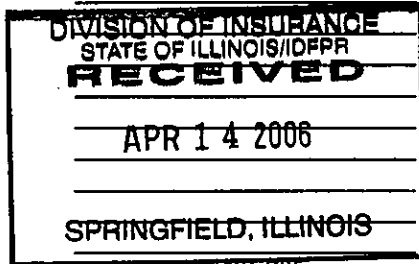 DIVISION OF INSURANCE
STATE OF ILLINOIS/IDFPR
RECEIVED
APR 14 2006
SPRINGFIELD, ILLINOIS